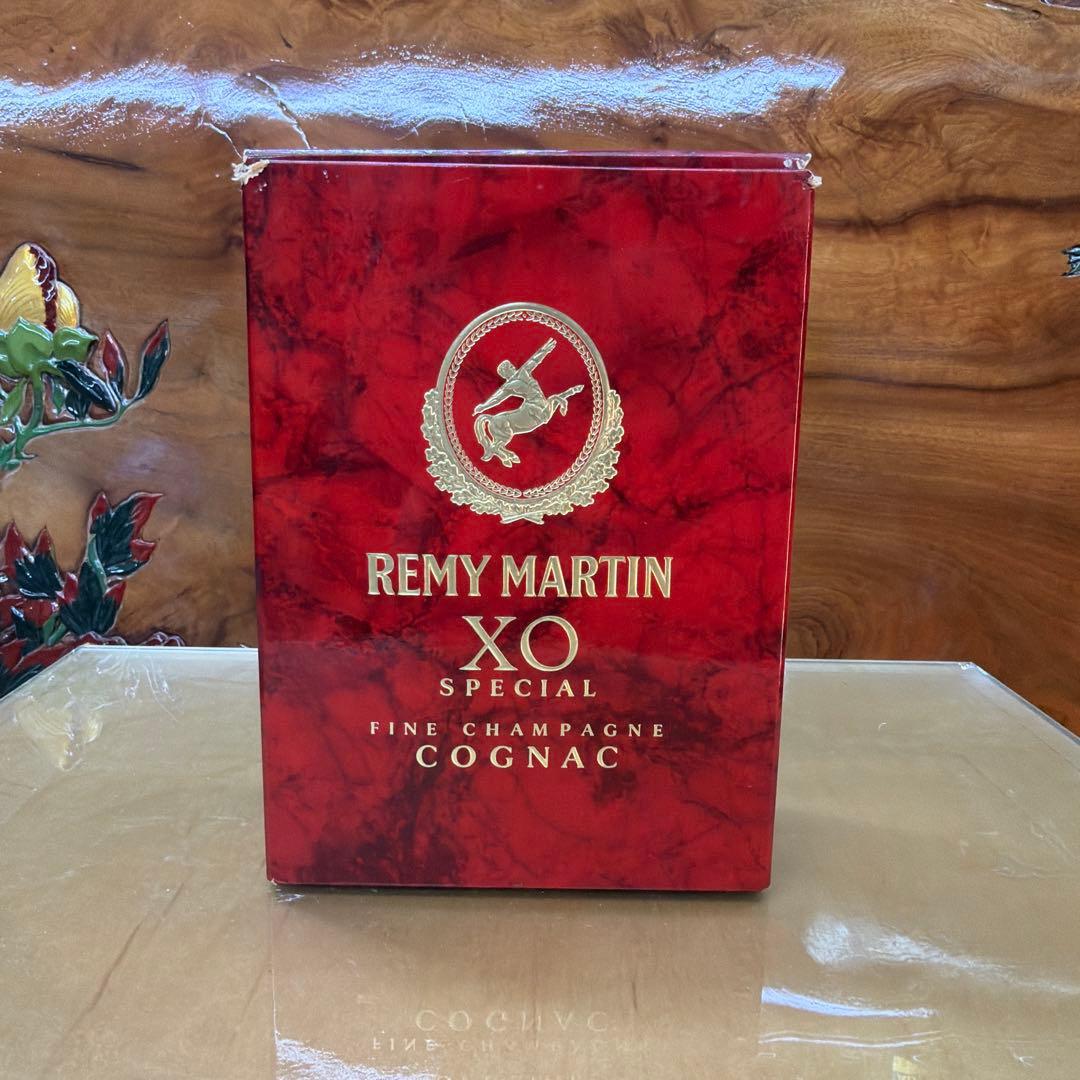 REMY MARTIN
XO
SPECIAL
FINE CHAMPAGNE
COGNAC